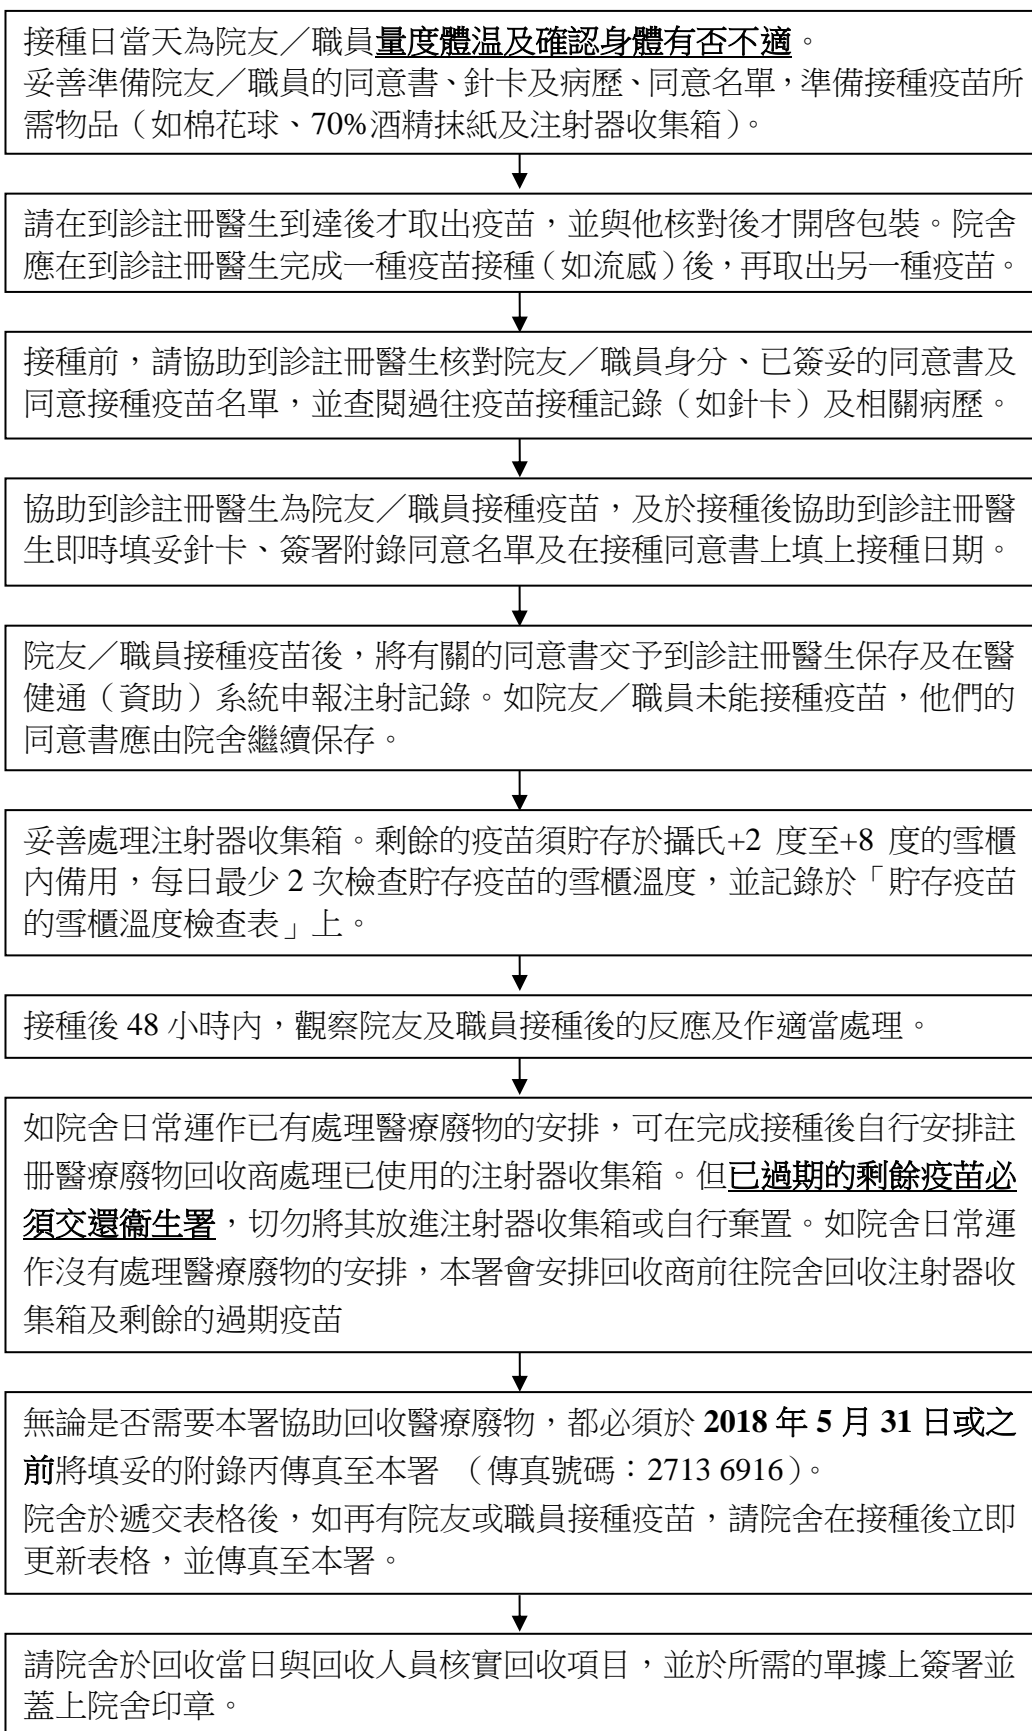 接種日當天為院友／職員量度體温及確認身體有否不適。
妥善準備院友／職員的同意書、針卡及病歷、同意名單，準備接種疫苗所
需物品（如棉花球、70%酒精抹紙及注射器收集箱）。
請在到診註冊醫生到達後才取出疫苗，並與他核對後才開啓包裝。院舍
應在到診註冊醫生完成一種疫苗接種（如流感）後，再取出另一種疫苗。
接種前，請協助到診註冊醫生核對院友／職員身分、已簽妥的同意書及
同意接種疫苗名單，並查閱過往疫苗接種記錄（如針卡）及相關病歷。
協助到診註冊醫生為院友／職員接種疫苗，及於接種後協助到診註冊醫
生即時填妥針卡、簽署附錄同意名單及在接種同意書上填上接種日期。
院友／職員接種疫苗後，將有關的同意書交予到診註冊醫生保存及在醫
健通（資助）系統申報注射記錄。如院友／職員未能接種疫苗，他們的
同意書應由院舍繼續保存。
妥善處理注射器收集箱。剩餘的疫苗須貯存於攝氏+2 度至+8 度的雪櫃
內備用，每日最少 2 次檢查貯存疫苗的雪櫃溫度，並記錄於「貯存疫苗
的雪櫃溫度檢查表」上。
接種後 48 小時內，觀察院友及職員接種後的反應及作適當處理。
如院舍日常運作已有處理醫療廢物的安排，可在完成接種後自行安排註
冊醫療廢物回收商處理已使用的注射器收集箱。但已過期的剩餘疫苗必
須交還衞生署，切勿將其放進注射器收集箱或自行棄置。如院舍日常運
作沒有處理醫療廢物的安排，本署會安排回收商前往院舍回收注射器收
集箱及剩餘的過期疫苗
無論是否需要本署協助回收醫療廢物，都必須於 2018 年 5 月 31 日或之
前將填妥的附錄丙傳真至本署 （傳真號碼：2713 6916）。
院舍於遞交表格後，如再有院友或職員接種疫苗，請院舍在接種後立即
更新表格，並傳真至本署。
請院舍於回收當日與回收人員核實回收項目，並於所需的單據上簽署並
蓋上院舍印章。